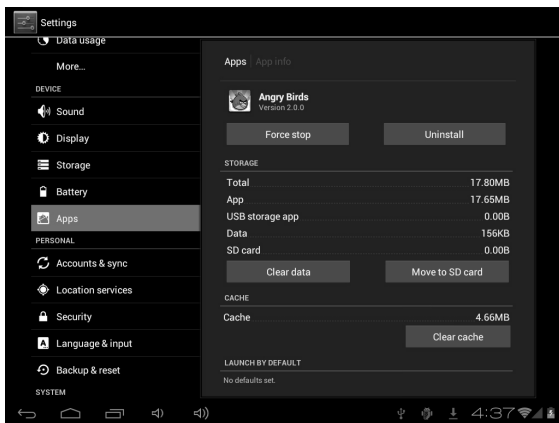 Settings
Data usage
More...
DEVICE
Sound
Display
Storage
Battery
Apps
PERSONAL
Accounts & sync
Location services
Security
Language & input
Backup & reset
SYSTEM
Apps App info
Angry Birds
Version 2.0.0
Force stop Uninstall
STORAGE
Total 17.80MB
App 17.65MB
USB storage app 0.00B
Data 156KB
SD card 0.00B
Clear data Move to SD card
CACHE
Cache 4.66MB
Clear cache
LAUNCH BY DEFAULT
No defaults set.
4:37